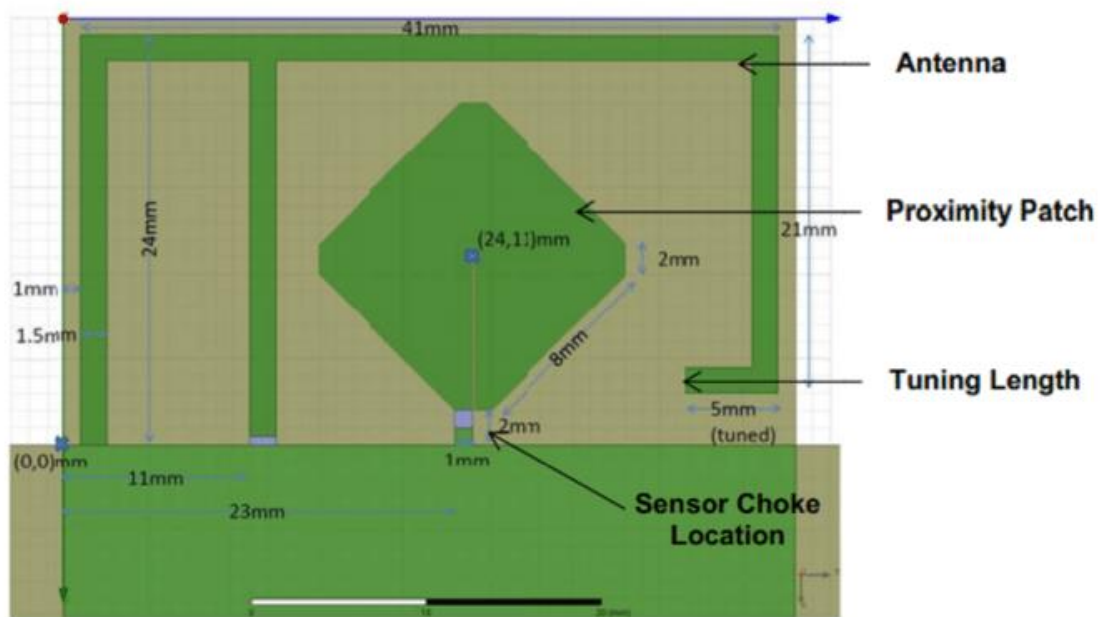 41mm
Antenna
24mm
Proximity Patch
21mm
(24,11)mm
2mm
1mm
1.5mm
8mm
Tuning Length
5mm
(tuned)
2mm
(0,0)mm
1mm
11mm
23mm
Sensor Choke
Location